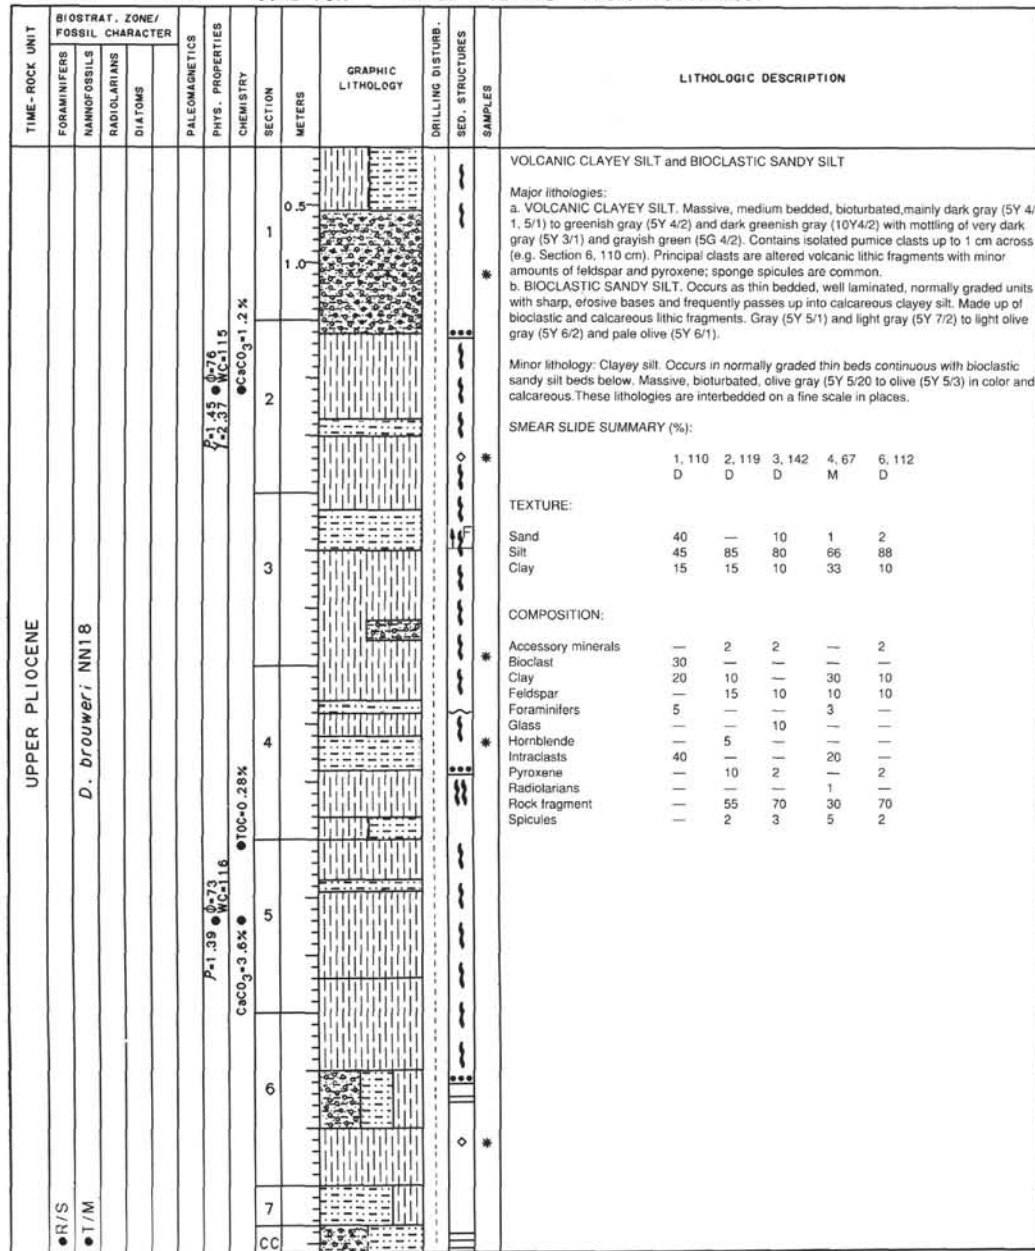 TIME-ROCK UNIT
BIOSTRAT. ZONE/
FOSSIL CHARACTER
FORAMINIFERS
NANNOFOSSILS
RADIOLARIANS
DIATOMS
PALEOMAGNETICS
PHYS. PROPERTIES
CHEMISTRY
SECTION
METERS
GRAPHIC
LITHOLOGY
DRILLING DISTURB.
SED. STRUCTURES
SAMPLES
LITHOLOGIC DESCRIPTION
UPPER PLIOCENE
●R/S
D. brouweri NN18
●T/M
ρ=1.45 ●Φ=76
γ=2.37 WC=115
ρ=1.39 ●Φ=73
WC=116
●CaCO3=1.2%
●TOC=0.28%
CaCO3=3.6% ●
0.5
1
1.0
2
3
F
4
5
6
7
CC
VOLCANIC CLAYEY SILT and BIOCLASTIC SANDY SILT
Major lithologies:
a. VOLCANIC CLAYEY SILT. Massive, medium bedded, bioturbated,mainly dark gray (5Y 4/
1, 5/1) to greenish gray (5Y 4/2) and dark greenish gray (10Y4/2) with mottling of very dark
gray (5Y 3/1) and grayish green (5G 4/2). Contains isolated pumice clasts up to 1 cm across
(e.g. Section 6, 110 cm). Principal clasts are altered volcanic lithic fragments with minor
amounts of feldspar and pyroxene; sponge spicules are common.
b. BIOCLASTIC SANDY SILT. Occurs as thin bedded, well laminated, normally graded units
with sharp, erosive bases and frequently passes up into calcareous clayey silt. Made up of
bioclastic and calcareous lithic fragments. Gray (5Y 5/1) and light gray (5Y 7/2) to light olive
gray (5Y 6/2) and pale olive (5Y 6/1).
Minor lithology: Clayey silt. Occurs in normally graded thin beds continuous with bioclastic
sandy silt beds below. Massive, bioturbated, olive gray (5Y 5/20 to olive (5Y 5/3) in color and
calcareous.These lithologies are interbedded on a fine scale in places.
SMEAR SLIDE SUMMARY (%):
1, 110 2, 119 3, 142 4, 67 6, 112
D D D M D
TEXTURE:
Sand 40 — 10 1 2
Silt 45 85 80 66 88
Clay 15 15 10 33 10
COMPOSITION:
Accessory minerals — 2 2 — 2
Bioclast 30 — — — —
Clay 20 10 — 30 10
Feldspar — 15 10 10 10
Foraminifers 5 — — 3 —
Glass — — 10 — —
Hornblende — 5 — — —
Intraclasts 40 — — 20 —
Pyroxene — 10 2 — 2
Radiolarians — — — 1 —
Rock fragment — 55 70 30 70
Spicules — 2 3 5 2